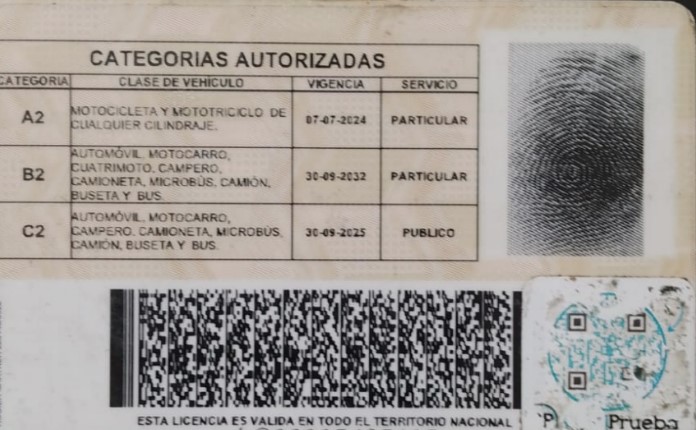 CATEGORIAS AUTORIZADAS
CATEGORIA CLASE DE VEHÍCULO VIGENCIA SERVICIO
A2 MOTOCICLETA Y MOTOTRICICLO DE 07-07-2024 PARTICULAR
CUALQUIER CILINDRAJE.
AUTOMÓVIL, MOTOCARRO,
CUATRIMOTO, CAMPERO,
B2 CAMIONETA, MICROBÚS, CAMIÓN, 30-09-2032 PARTICULAR
BUSETA Y BUS.
AUTOMÓVIL, MOTOCARRO,
C2 CAMPERO, CAMIONETA, MICROBÚS, 30-09-2025 PUBLICO
CAMIÓN, BUSETA Y BUS.
ESTA LICENCIA ES VALIDA EN TODO EL TERRITORIO NACIONAL
Prueba